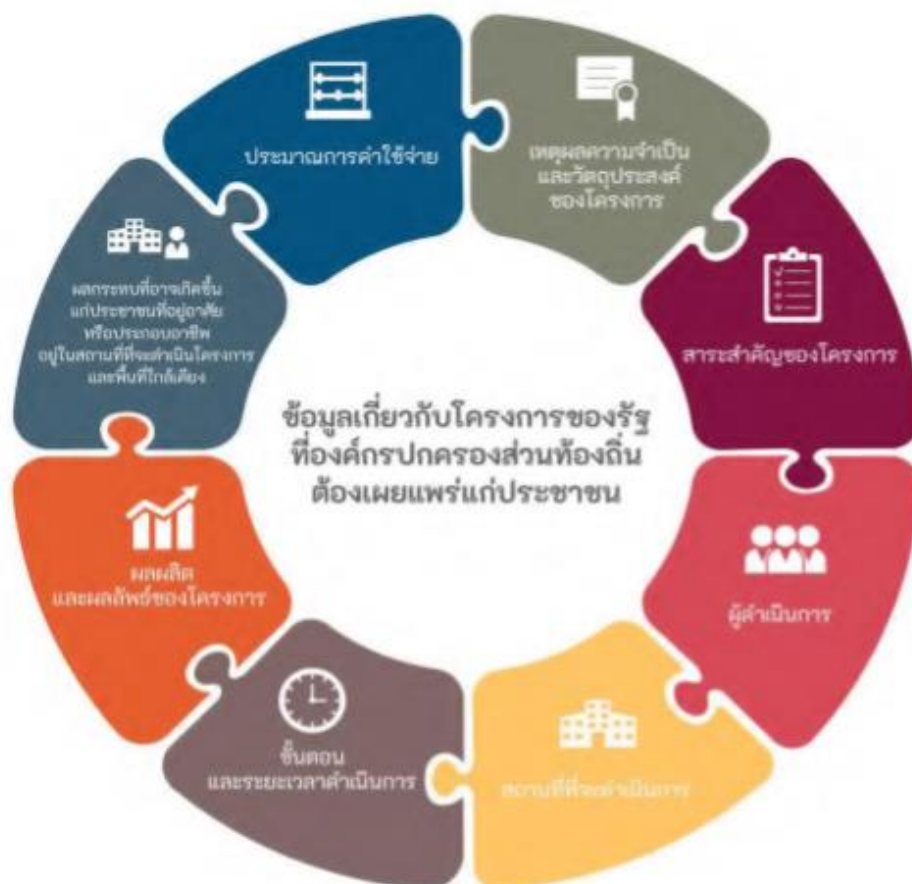 ข้อมูลเกี่ยวกับโครงการของรัฐ
ที่องค์กรปกครองส่วนท้องถิ่น
ต้องเผยแพร่แก่ประชาชน
เหตุผลความจำเป็น
และวัตถุประสงค์
ของโครงการ
สาระสำคัญของโครงการ
ผู้ดำเนินการ
สถานที่ที่จะดำเนินการ
ขั้นตอน
และระยะเวลาดำเนินการ
ผลผลิต
และผลลัพธ์ของโครงการ
ผลกระทบที่อาจเกิดขึ้น
แก่ประชาชนที่อยู่อาศัย
หรือประกอบอาชีพ
อยู่ในสถานที่ที่จะดำเนินโครงการ
และพื้นที่ใกล้เคียง
ประมาณการค่าใช้จ่าย